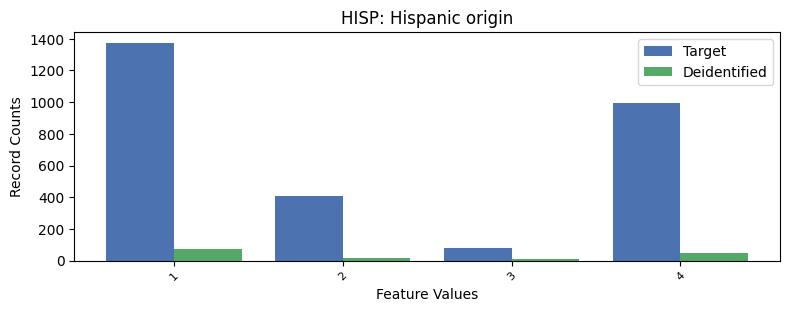 HISP: Hispanic origin
Target
Deidentified
Record Counts
1400
1200
1000
800
600
400
200
0
1
2
3
4
Feature Values